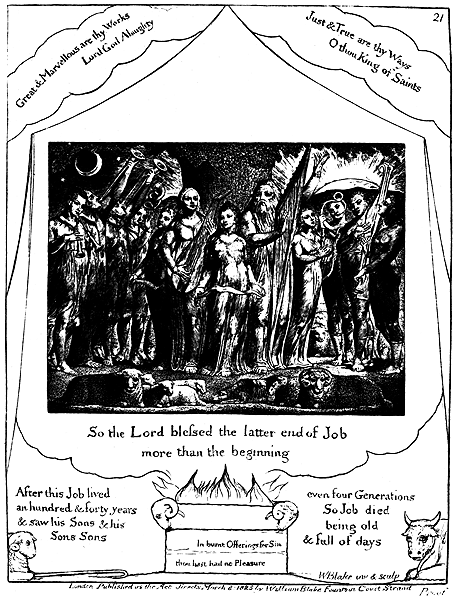 21
Great & Marvellous are thy Works
Lord God Almighty
Just & True are thy Ways
O thou King of Saints
So the Lord blessed the latter end of Job
more than the beginning
After this Job lived
an hundred & forty years
& saw his Sons & his
Sons Sons
even four Generations
So Job died
being old
& full of days
In burnt Offerings for Sin
thou hast had no Pleasure
WBlake inv & sculp
London Published as the Act directs March 8 1825 by William Blake Fountain Court Strand
Proof